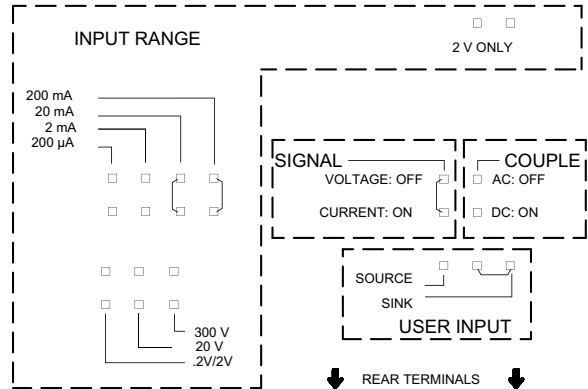 INPUT RANGE
2 V ONLY
200 mA
20 mA
2 mA
200 µA
SIGNAL
VOLTAGE: OFF
CURRENT: ON
COUPLE
AC: OFF
DC: ON
SOURCE
SINK
USER INPUT
300 V
20 V
.2V/2V
REAR TERMINALS